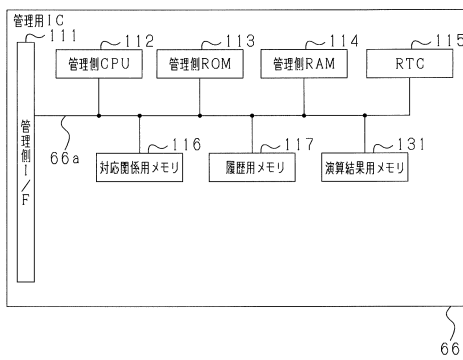 管理用IC
111
112
113
114
115
管理側CPU
管理側ROM
管理側RAM
RTC
管理側I/F
66a
116
117
131
対応関係用メモリ
履歴用メモリ
演算結果用メモリ
66